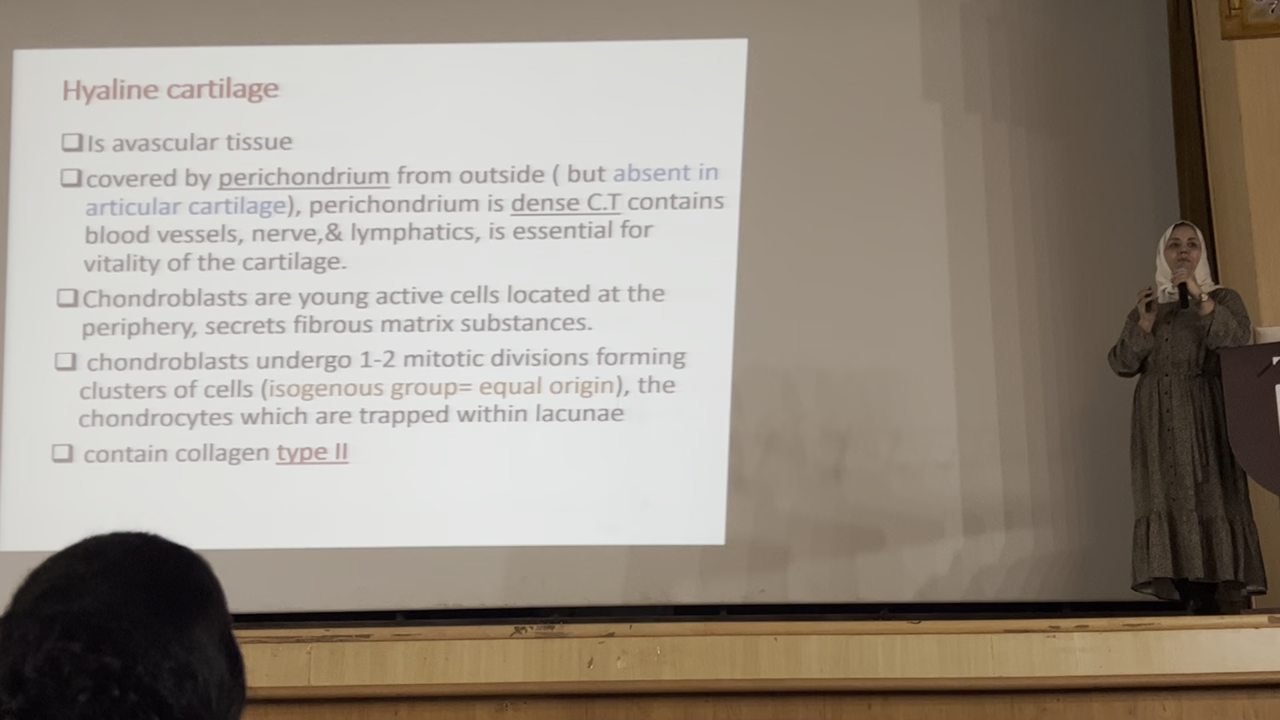 Hyaline cartilage
❑Is avascular tissue
❑covered by perichondrium from outside ( but absent in
articular cartilage), perichondrium is dense C.T contains
blood vessels, nerve,& lymphatics, is essential for
vitality of the cartilage.
❑Chondroblasts are young active cells located at the
periphery, secrets fibrous matrix substances.
❑ chondroblasts undergo 1-2 mitotic divisions forming
clusters of cells (isogenous group= equal origin), the
chondrocytes which are trapped within lacunae
❑ contain collagen type II